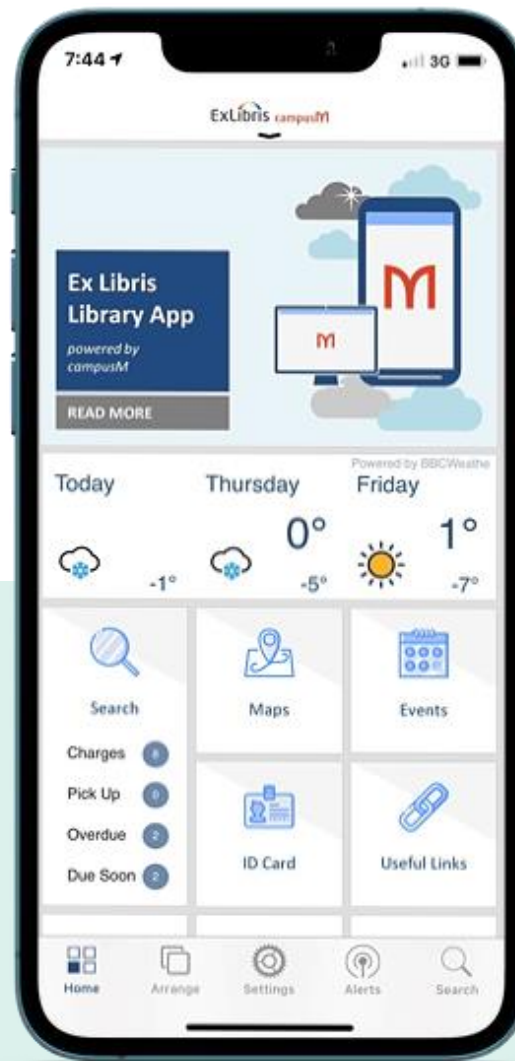 7:44
3G
ExLibris campusM
Ex Libris
Library App
powered by
campusM
READ MORE
M
M
Powered by BBCWeathe
Today
Thursday
Friday
0°
1°
-1°
-5°
-7°
Search
Maps
Events
Charges
Pick Up
Overdue 2
Due Soon 2
ID Card
Useful Links
Home
Arrange
Settings
Alerts
Search